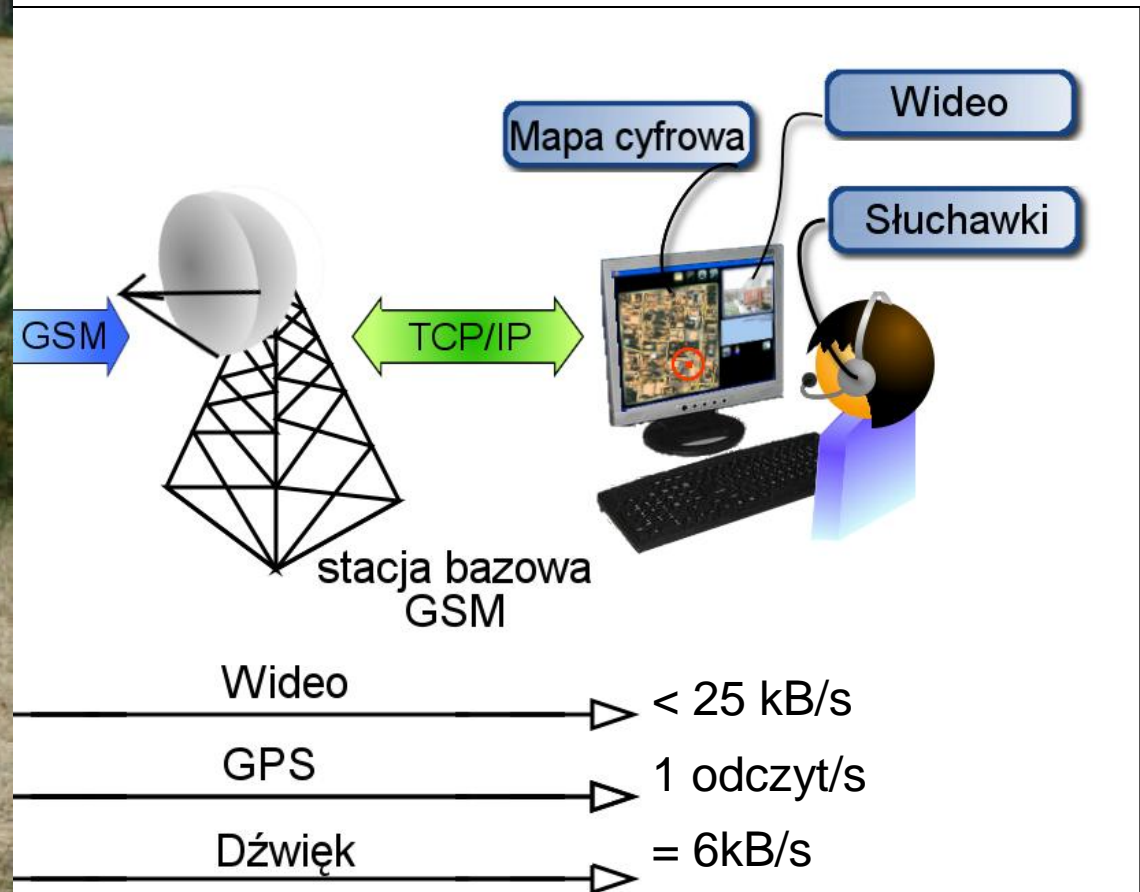 Wideo
Mapa cyfrowa
Słuchawki
GSM
TCP/IP
stacja bazowa
GSM
Wideo
< 25 kB/s
GPS
1 odczyt/s
Dźwięk
= 6kB/s